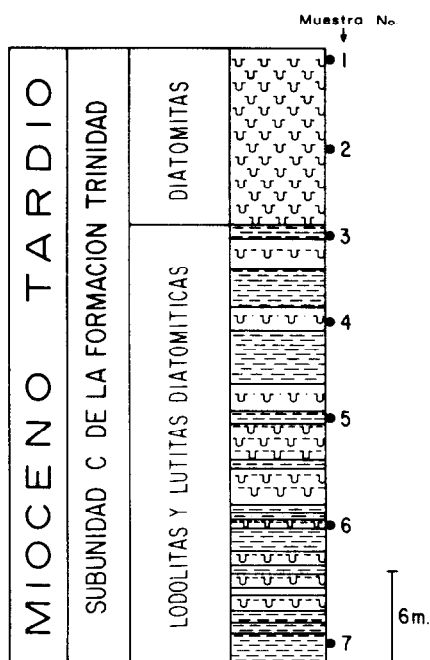 Muestra No.
MIOCENO TARDIO
SUBUNIDAD C DE LA FORMACION TRINIDAD
DIATOMITAS
LODOLITAS Y LUTITAS DIATOMITICAS
1
2
3
4
5
6
7
6m.